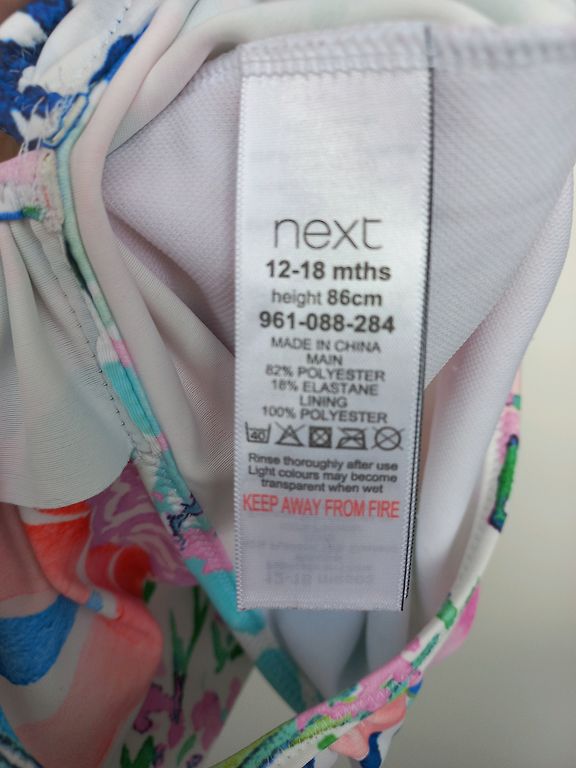 next
12-18 mths
height 86cm
961-088-284
MADE IN CHINA
MAIN
82% POLYESTER
18% ELASTANE
LINING
100% POLYESTER
40
Rinse thoroughly after use
Light colours may become
transparent when wet
KEEP AWAY FROM FIRE